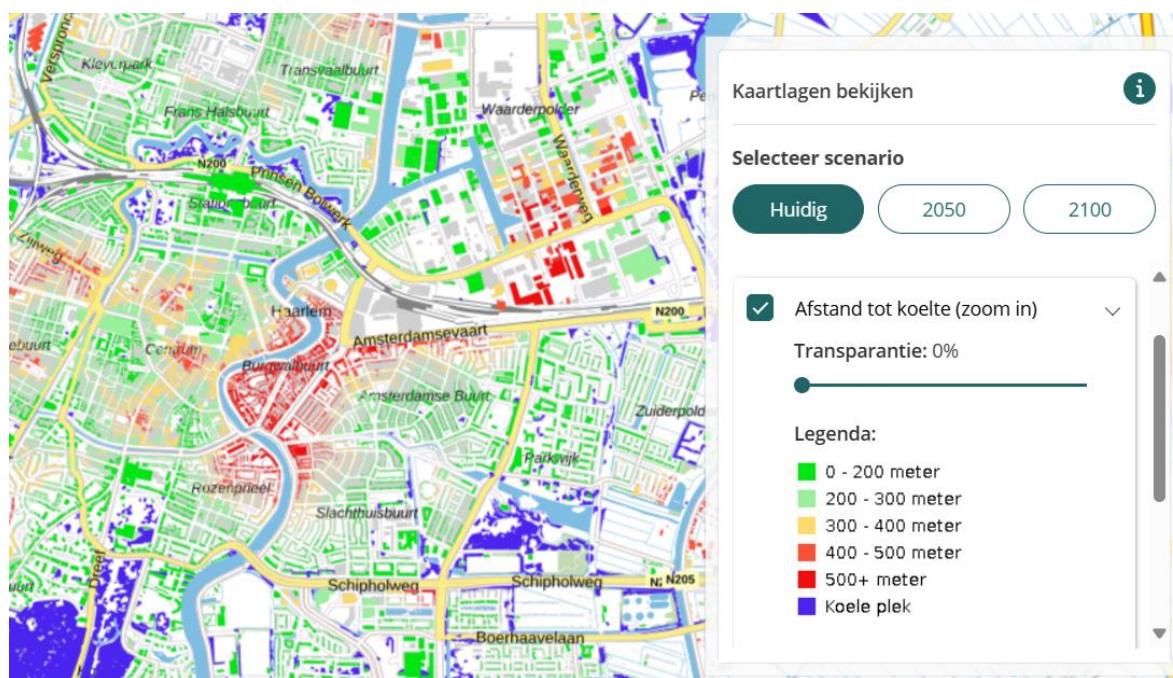 Kleverpark
Transvaalbuurt
Frans Halsbuurt
Waarderpolder
Waarderweg
N200
Prinsen Bolwerk
Stationsbuurt
Zijlweg
Haarlem
N200
Amsterdamsevaart
Centrum
Burgwalbuurt
Amsterdamse Buurt
Zuiderpold
Parkwijk
Rozenprieel
Slachthuisbuurt
Dreef
Schipholweg
Schipholweg
N205
Boerhaavelaan
Kaartlagen bekijken
i
Selecteer scenario
Huidig
2050
2100
Afstand tot koelte (zoom in)
Transparantie: 0%
Legenda:
0 - 200 meter
200 - 300 meter
300 - 400 meter
400 - 500 meter
500+ meter
Koele plek